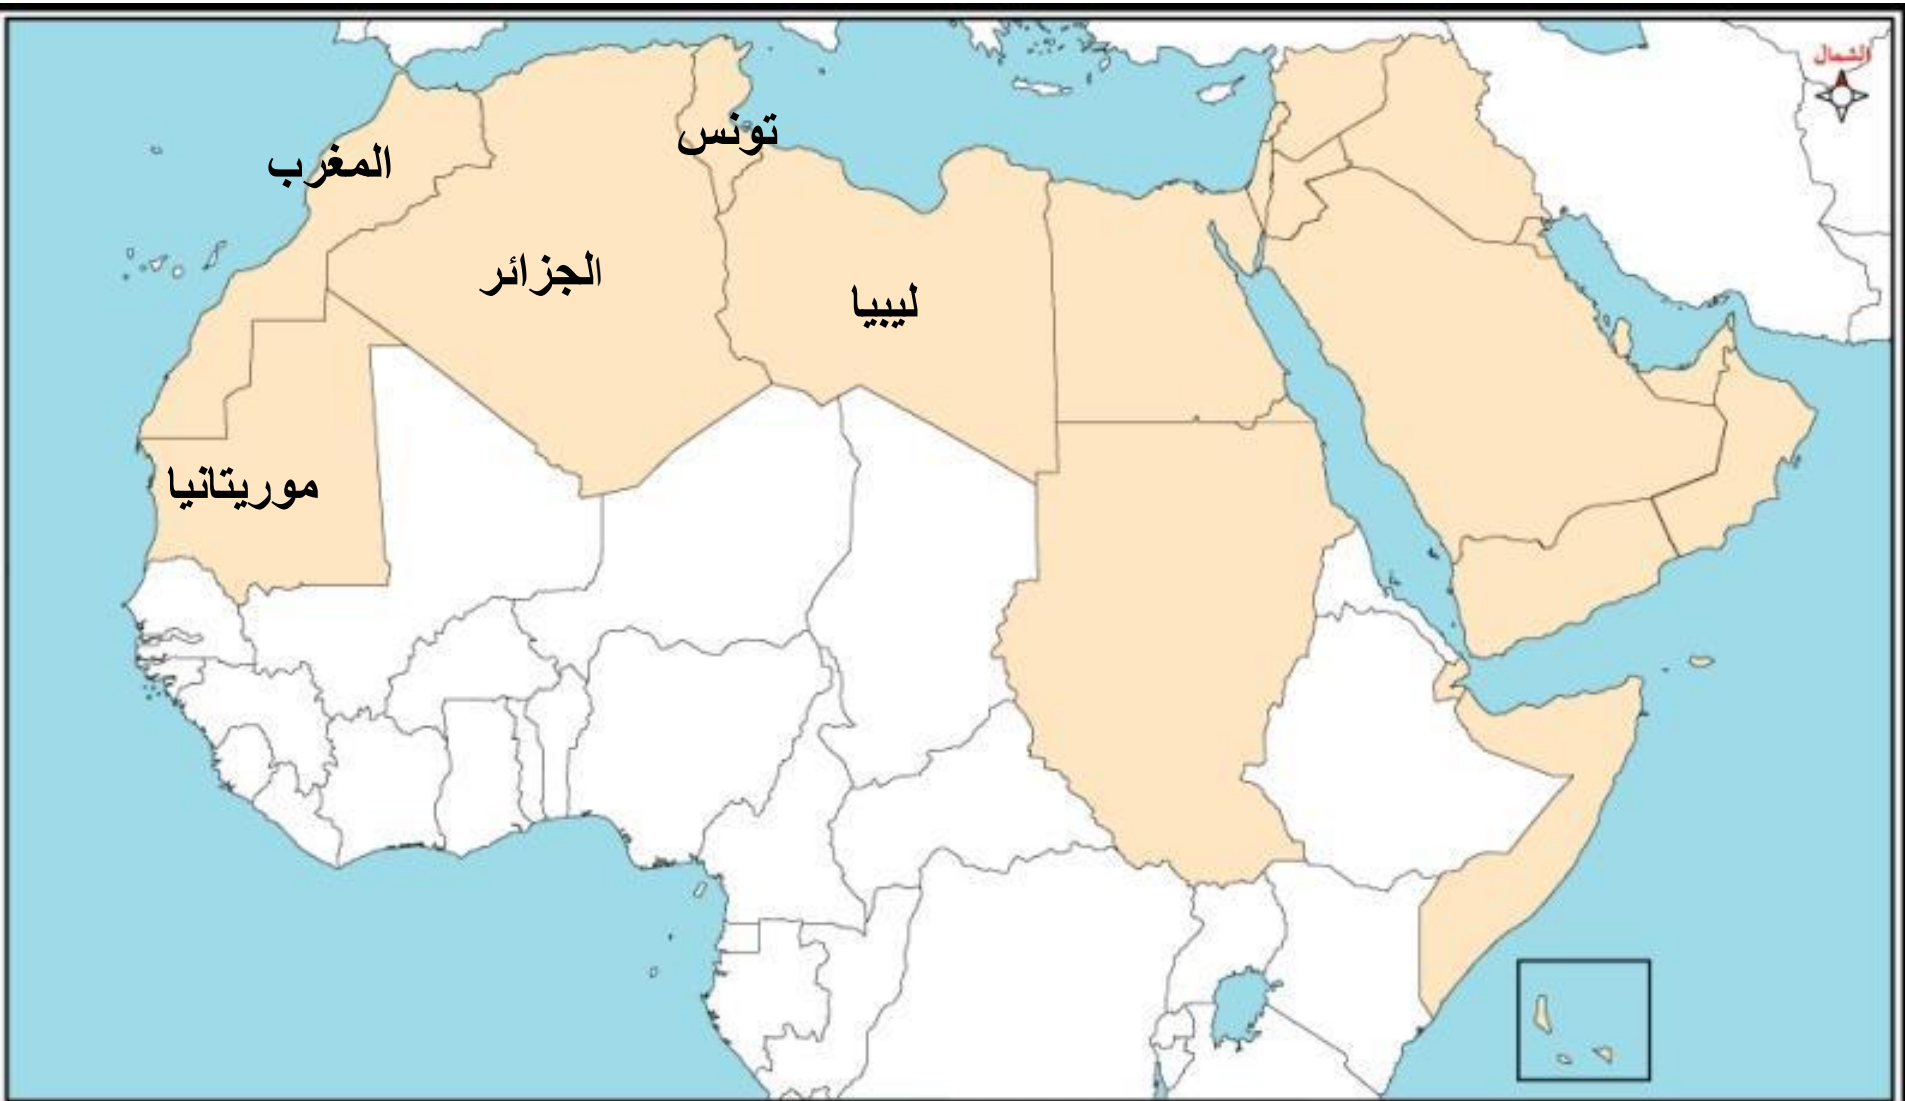 الشمال
تونس
المغرب
الجزائر
ليبيا
موريتانيا